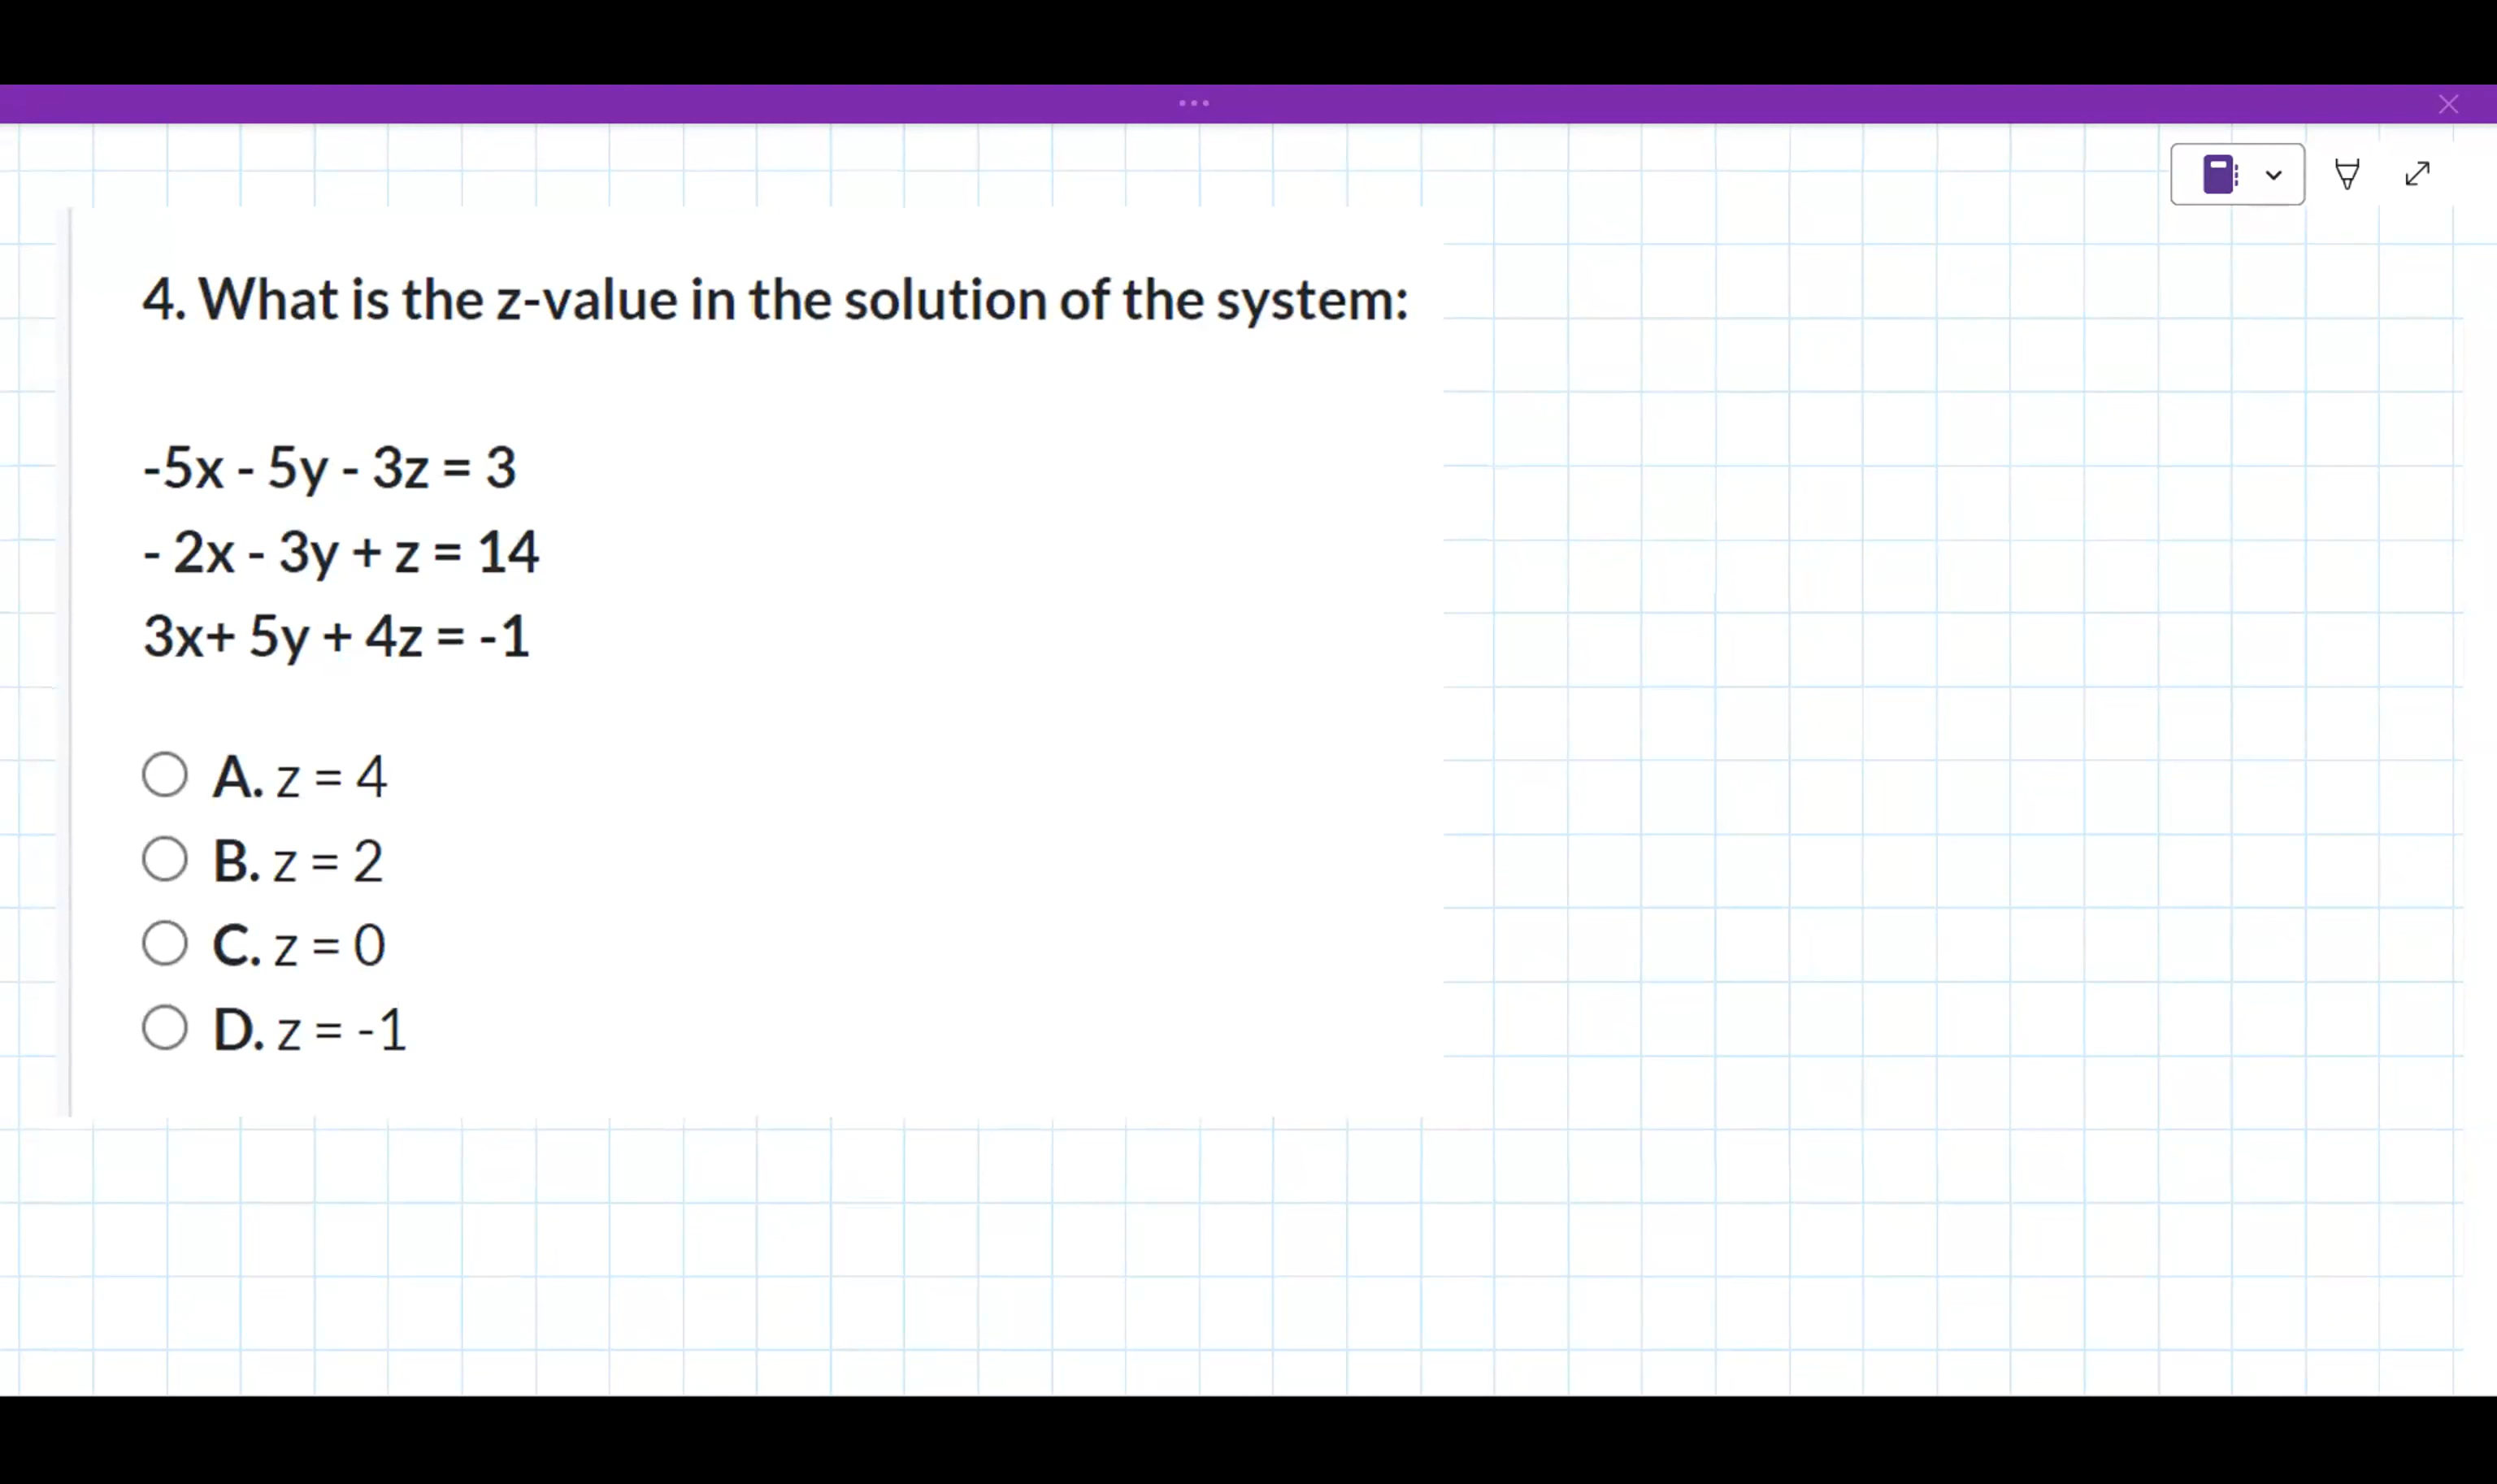 4. What is the z-value in the solution of the system:
-5x - 5y - 3z = 3
- 2x - 3y + z = 14
3x+ 5y + 4z = -1
A. z = 4
B. z = 2
C. z = 0
D. z = -1